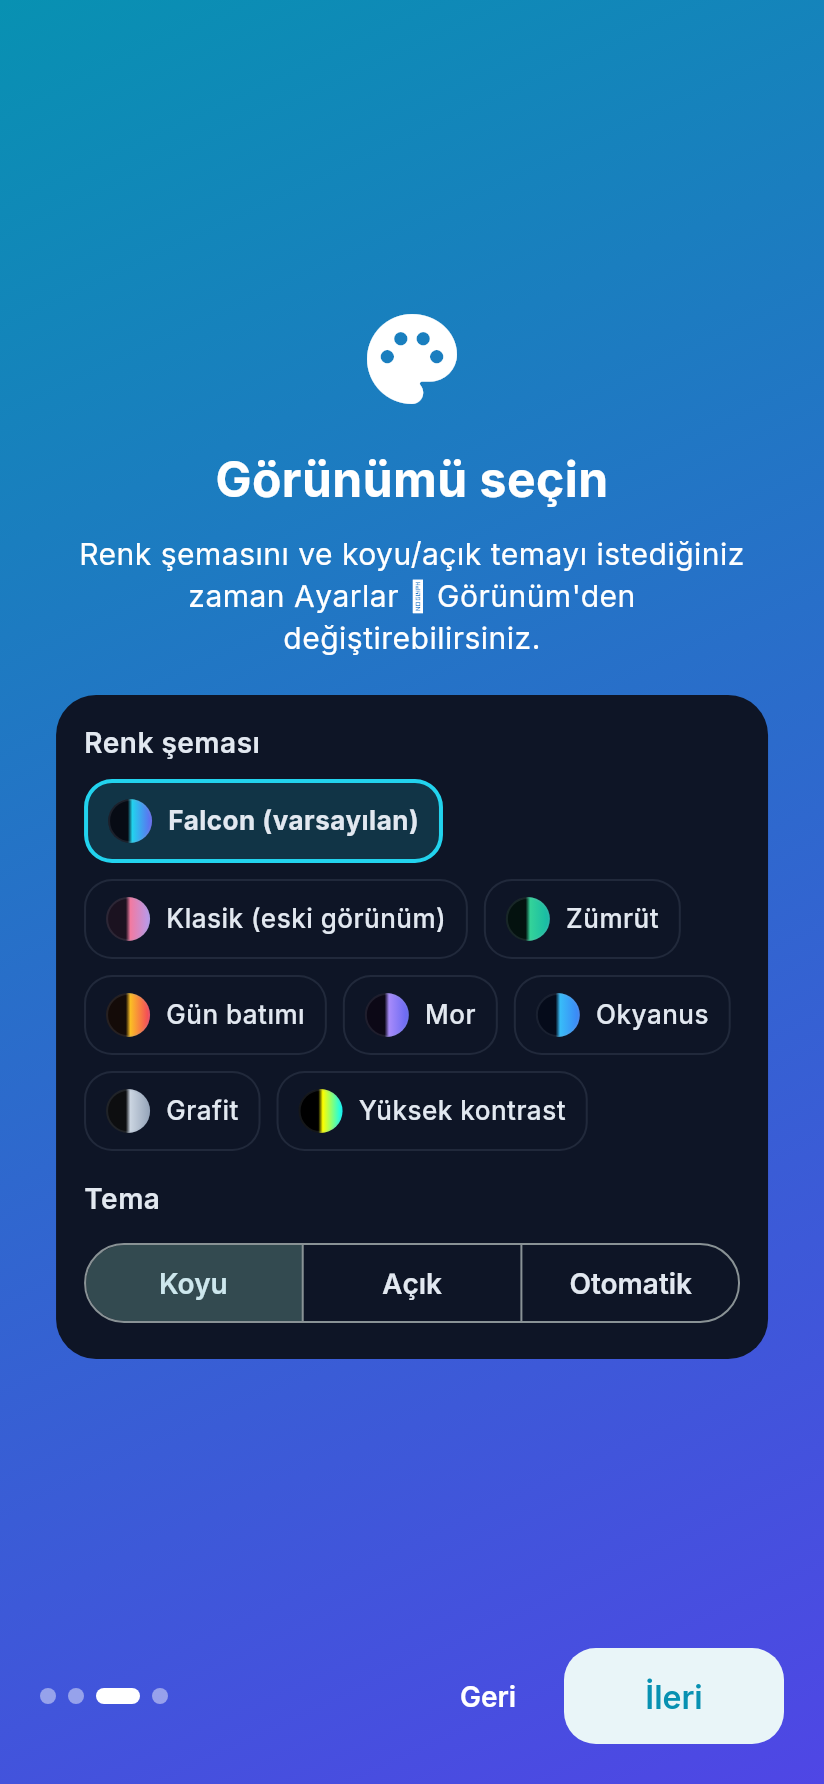 Görünümü seçin
Renk şemasını ve koyu/açık temayı istediğiniz
zaman Ayarlar Görünüm'den
değiştirebilirsiniz.
Renk şeması
Falcon (varsayılan)
Klasik (eski görünüm)
Zümrüt
Gün batımı
Mor
Okyanus
Grafit
Yüksek kontrast
Tema
Koyu
Açık
Otomatik
Geri
İleri